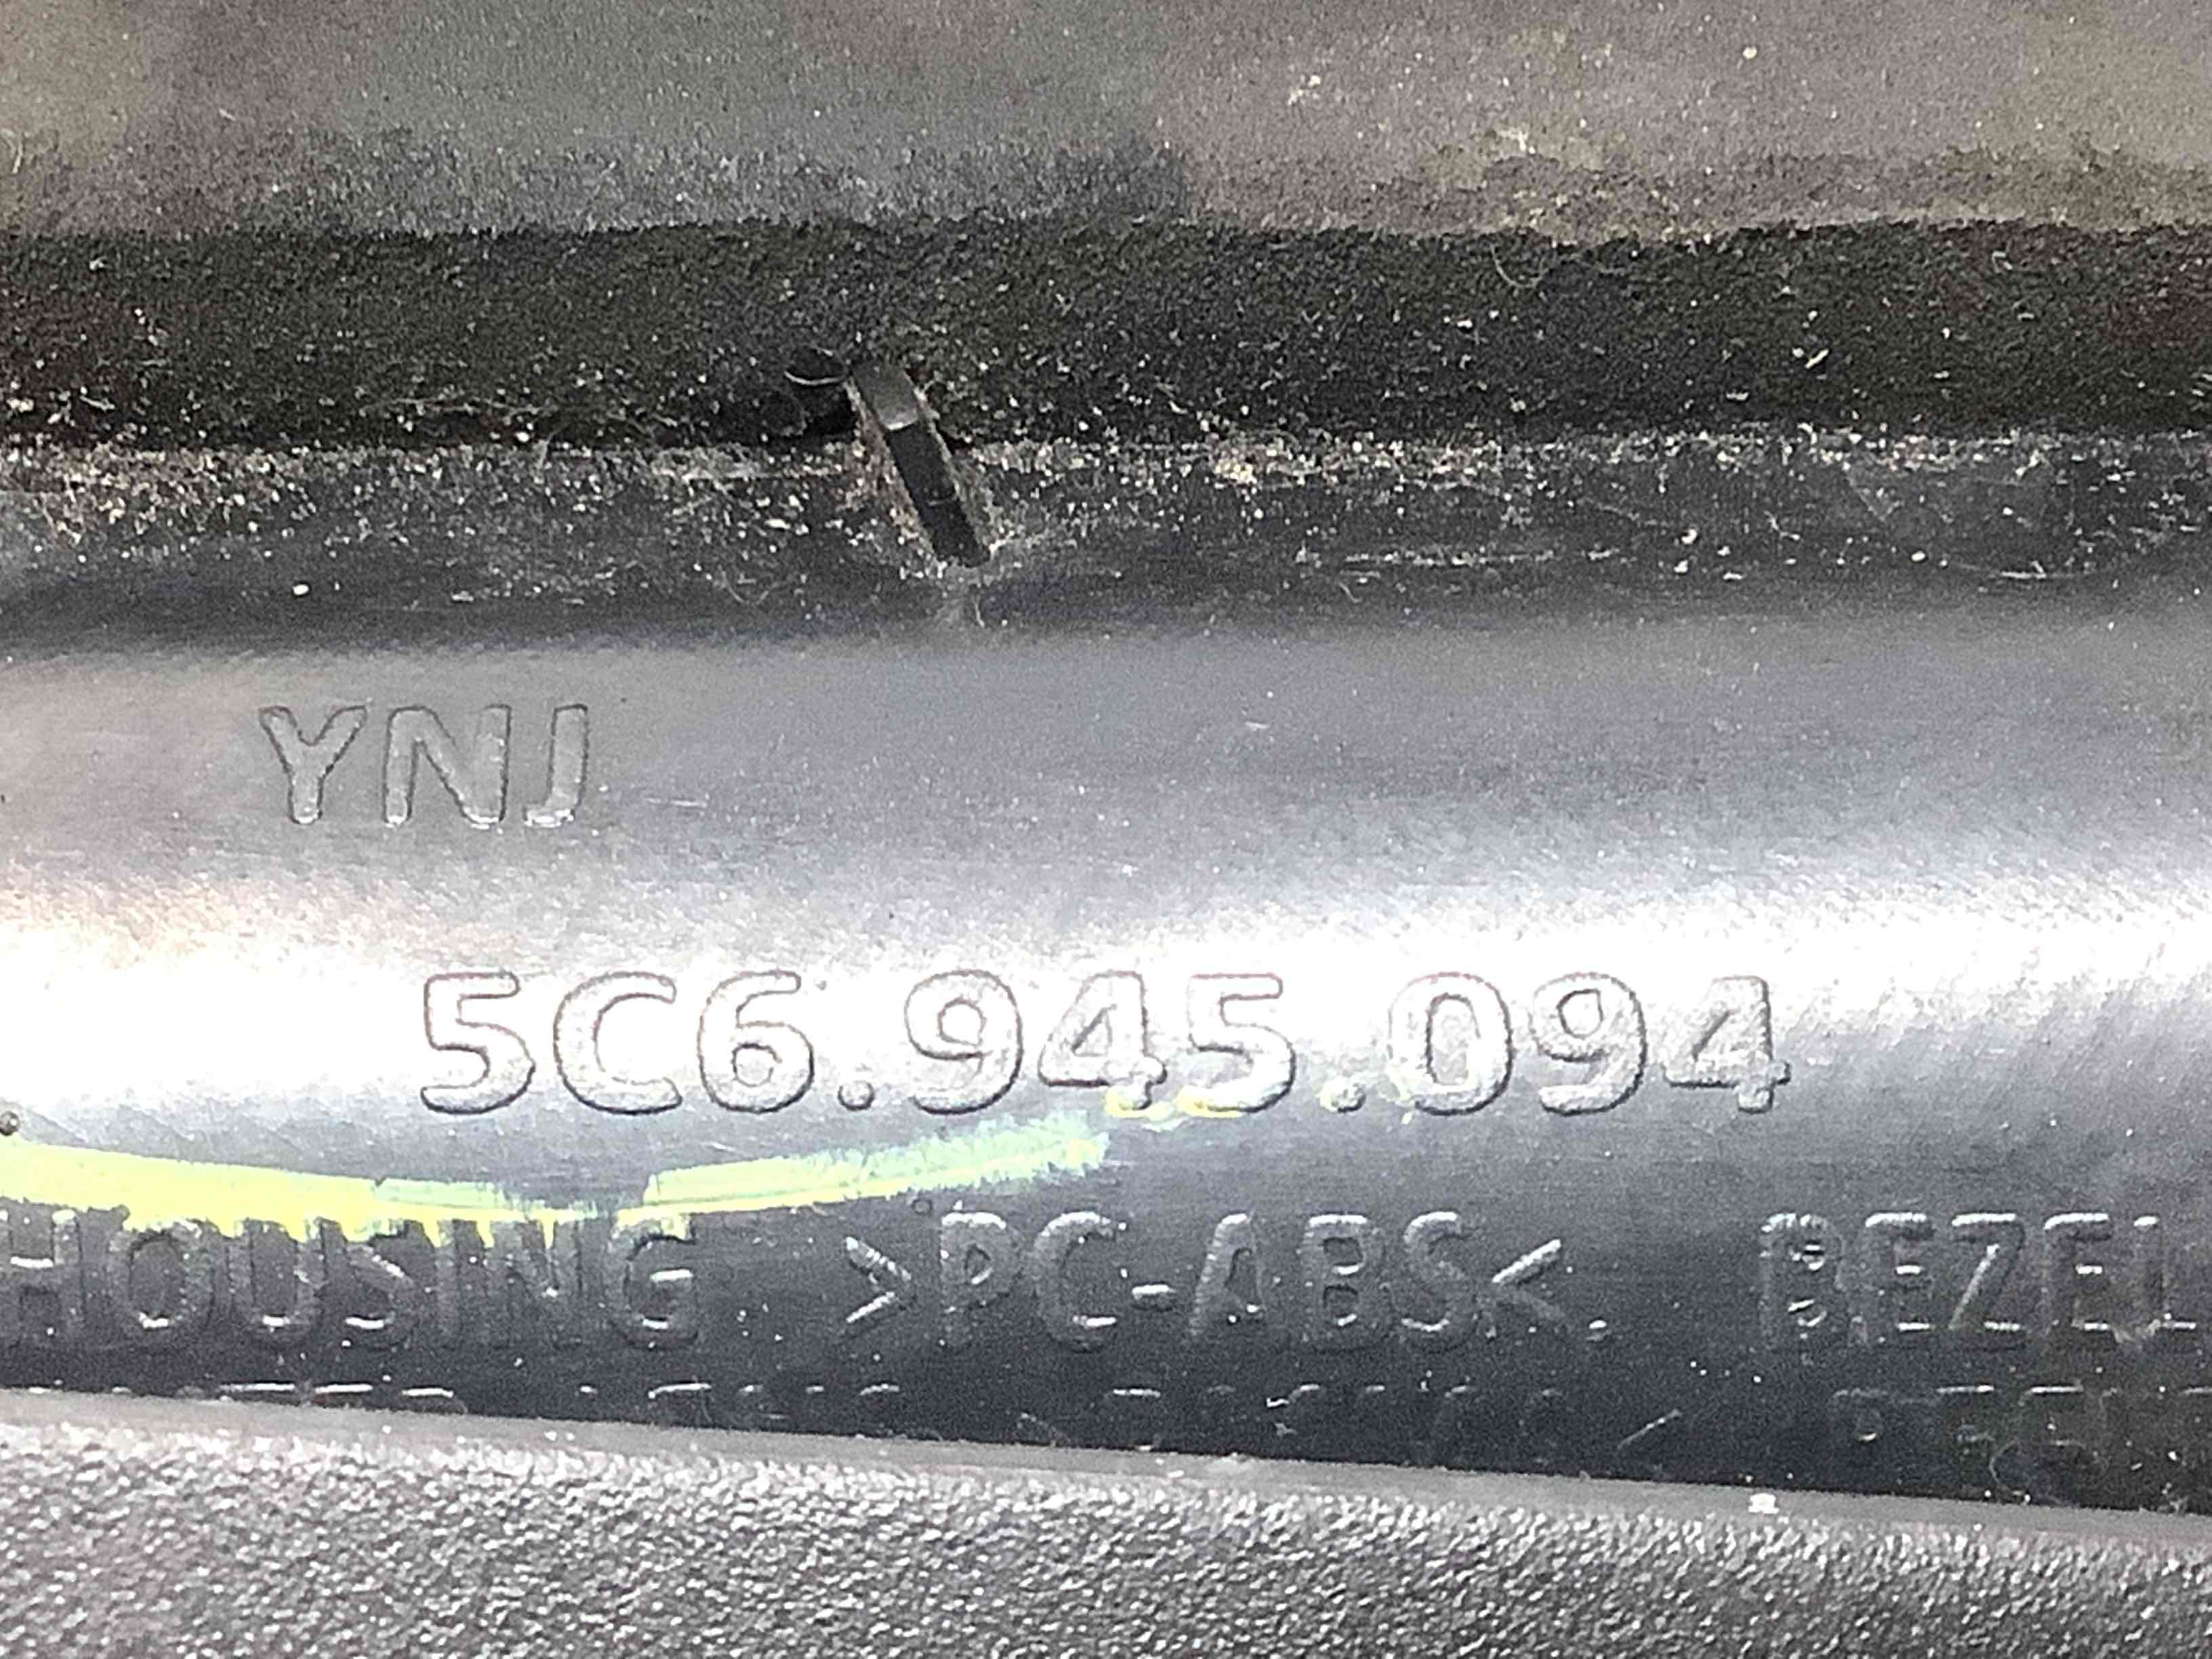 YNJ
5C6.945.094
HOUSING >PC-ABS<. BEZEL